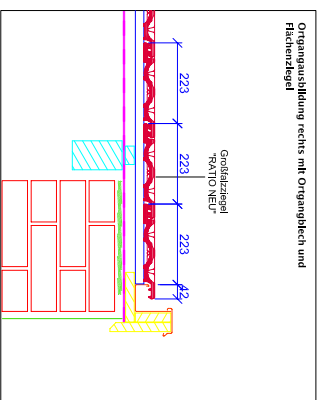 Ortgangausbildung rechts mit Ortgangblech und
Flächenziegel
Großfalzziegel
"RATIO NEU"
223
223
223
42